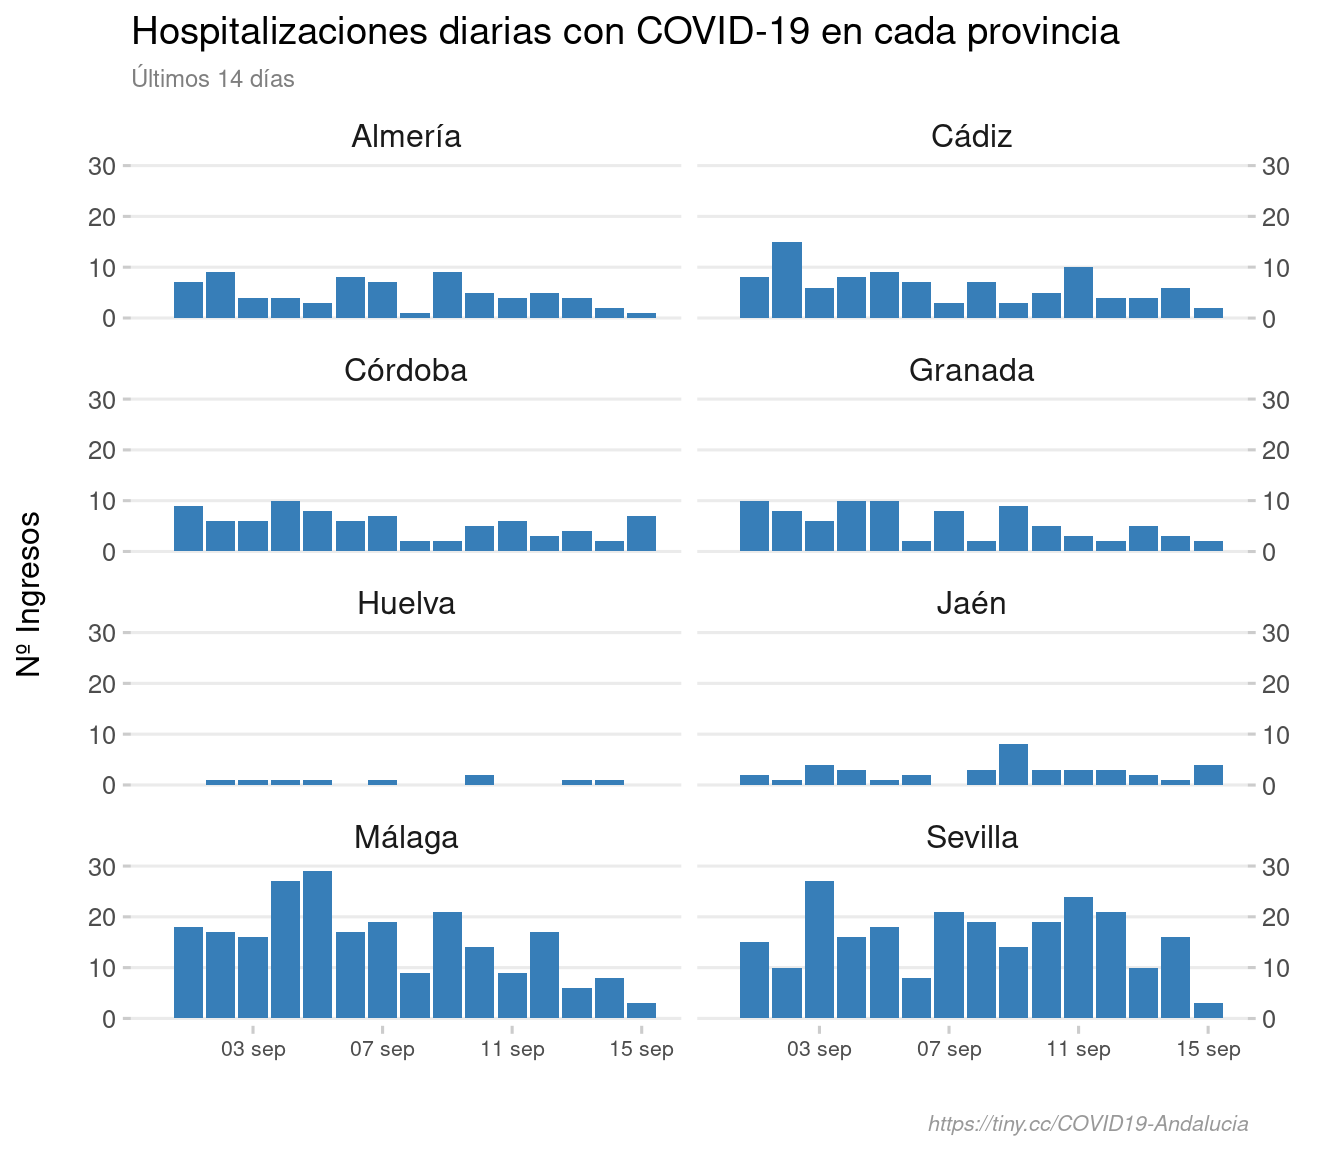 Hospitalizaciones diarias con COVID-19 en cada provincia
Últimos 14 días
Almería
Cádiz
30
20
10
0
30
20
10
0
Córdoba
Granada
30
20
10
0
30
20
10
0
Nº Ingresos
Huelva
Jaén
30
20
10
0
30
20
10
0
Málaga
Sevilla
30
20
10
0
30
20
10
0
03 sep 07 sep 11 sep 15 sep
03 sep 07 sep 11 sep 15 sep
https://tiny.cc/COVID19-Andalucia